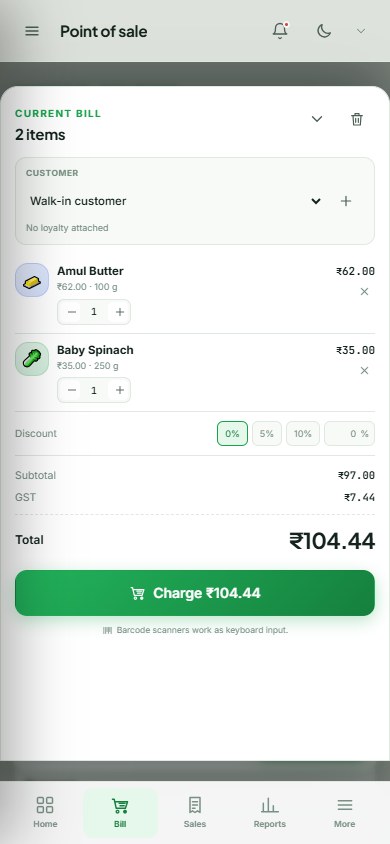 Point of sale
CURRENT BILL
2 items
CUSTOMER
Walk-in customer
No loyalty attached
Amul Butter
₹62.00
₹62.00 · 100 g
1
Baby Spinach
₹35.00
₹35.00 · 250 g
1
Discount
0%
5%
10%
0 %
Subtotal
₹97.00
GST
₹7.44
Total
₹104.44
Charge ₹104.44
Barcode scanners work as keyboard input.
Home
Bill
Sales
Reports
More